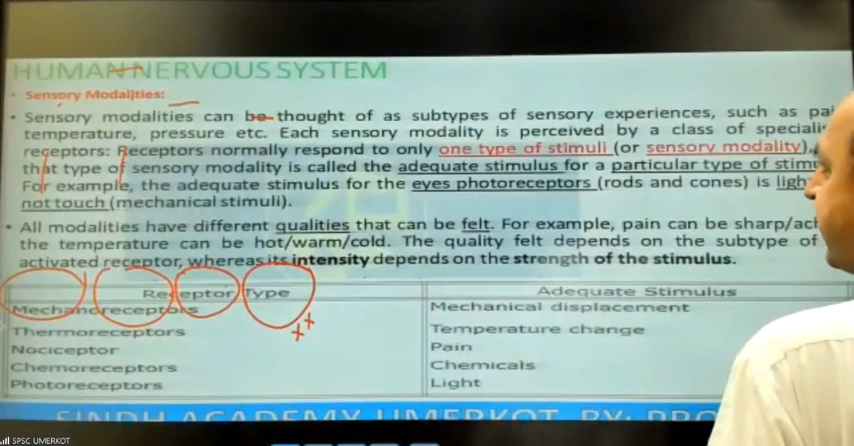 HUMAN NERVOUS SYSTEM
• Sensory Modalities:
• Sensory modalities can be thought of as subtypes of sensory experiences, such as pai
temperature, pressure etc. Each sensory modality is perceived by a class of specialis
receptors: Receptors normally respond to only one type of stimuli (or sensory modality),
that type of sensory modality is called the adequate stimulus for a particular type of stimu
For example, the adequate stimulus for the eyes photoreceptors (rods and cones) is ligh
not touch (mechanical stimuli).
• All modalities have different qualities that can be felt. For example, pain can be sharp/ach
the temperature can be hot/warm/cold. The quality felt depends on the subtype of
activated receptor, whereas its intensity depends on the strength of the stimulus.
Receptor Type Adequate Stimulus
Mechanoreceptors Mechanical displacement
Thermoreceptors Temperature change
Nociceptor Pain
Chemoreceptors Chemicals
Photoreceptors Light
SINDH ACADEMY UMERKOT BY: PRO
SPSC UMERKOT